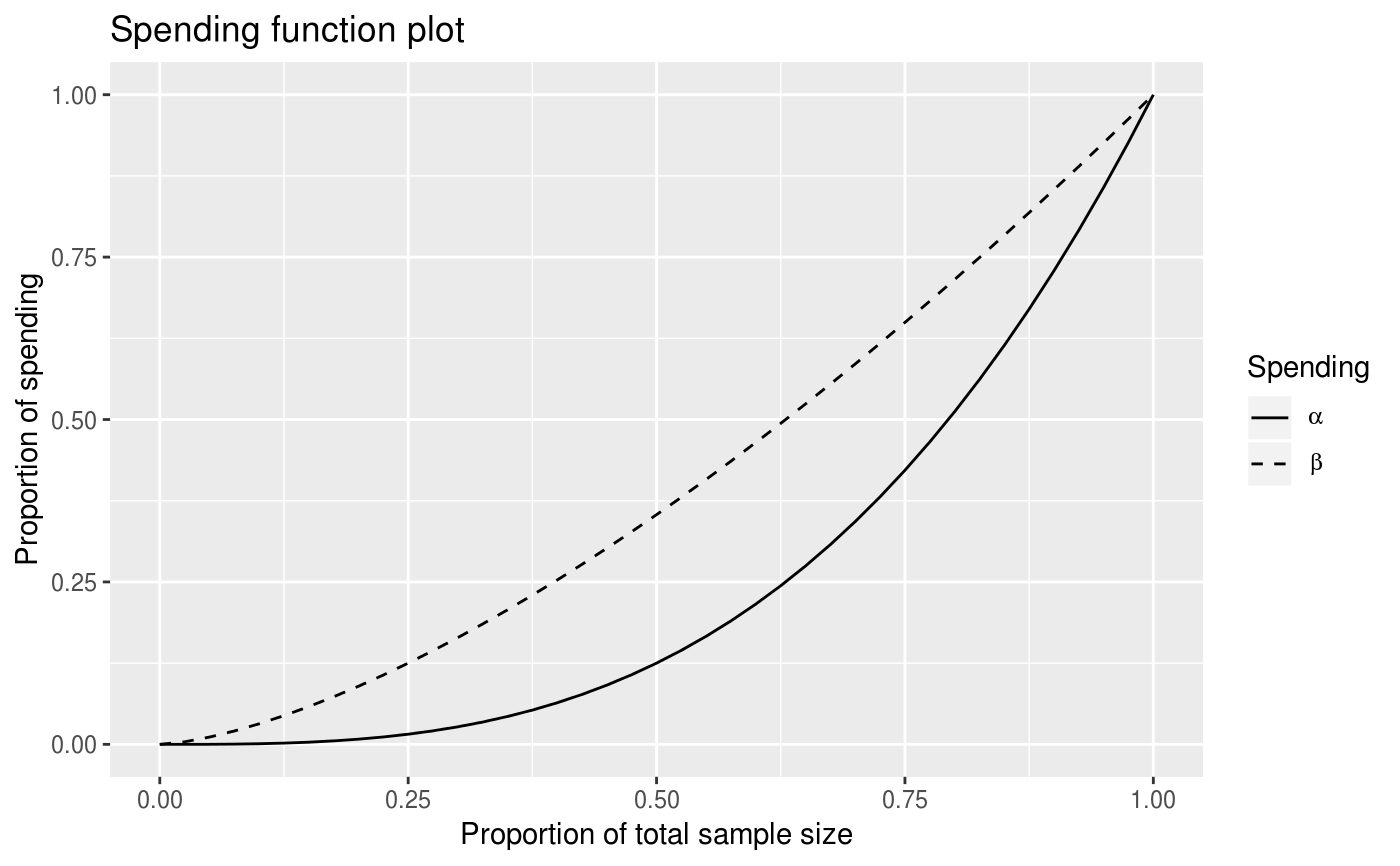 Spending function plot
1.00
0.75
0.50
0.25
0.00
Proportion of spending
0.00 0.25 0.50 0.75 1.00
Proportion of total sample size
Spending
α
β